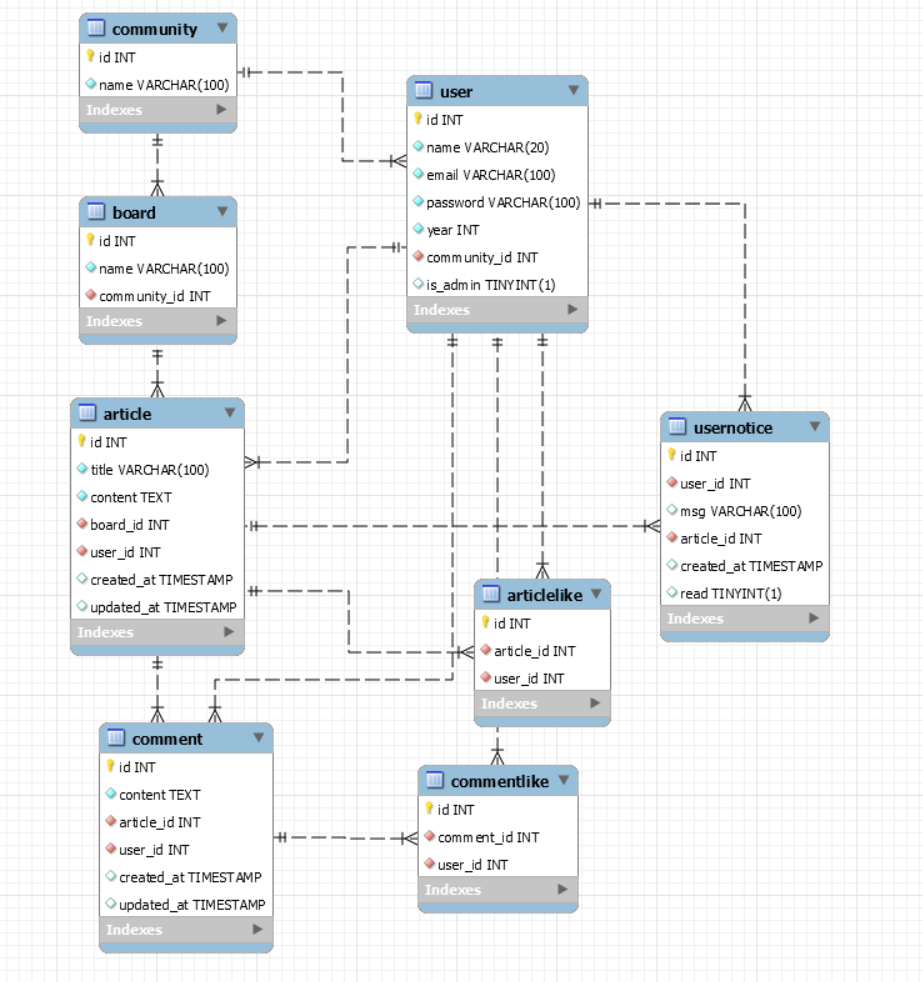 community
id INT
name VARCHAR(100)
Indexes
board
id INT
name VARCHAR(100)
community_id INT
Indexes
article
id INT
title VARCHAR(100)
content TEXT
board_id INT
user_id INT
created_at TIMESTAMP
updated_at TIMESTAMP
Indexes
comment
id INT
content TEXT
article_id INT
user_id INT
created_at TIMESTAMP
updated_at TIMESTAMP
Indexes
user
id INT
name VARCHAR(20)
email VARCHAR(100)
password VARCHAR(100)
year INT
community_id INT
is_admin TINYINT(1)
Indexes
articlelike
id INT
article_id INT
user_id INT
Indexes
commentlike
id INT
comment_id INT
user_id INT
Indexes
usernotice
id INT
user_id INT
msg VARCHAR(100)
article_id INT
created_at TIMESTAMP
read TINYINT(1)
Indexes